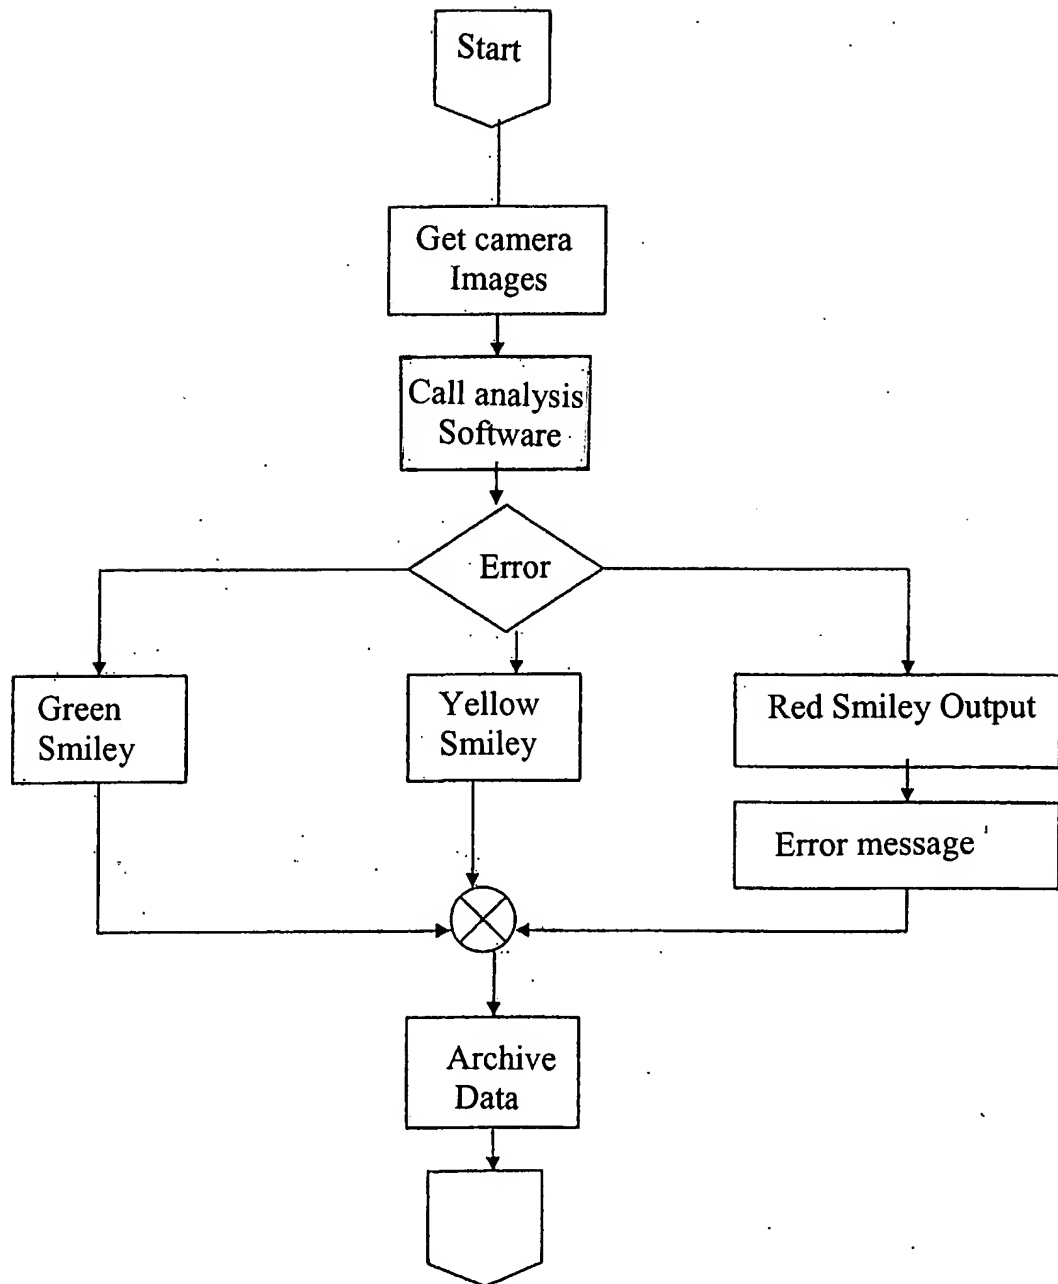 Start
Get camera
Images
Call analysis
Software
Error
Green
Smiley
Yellow
Smiley
Red Smiley Output
Error message
Archive
Data